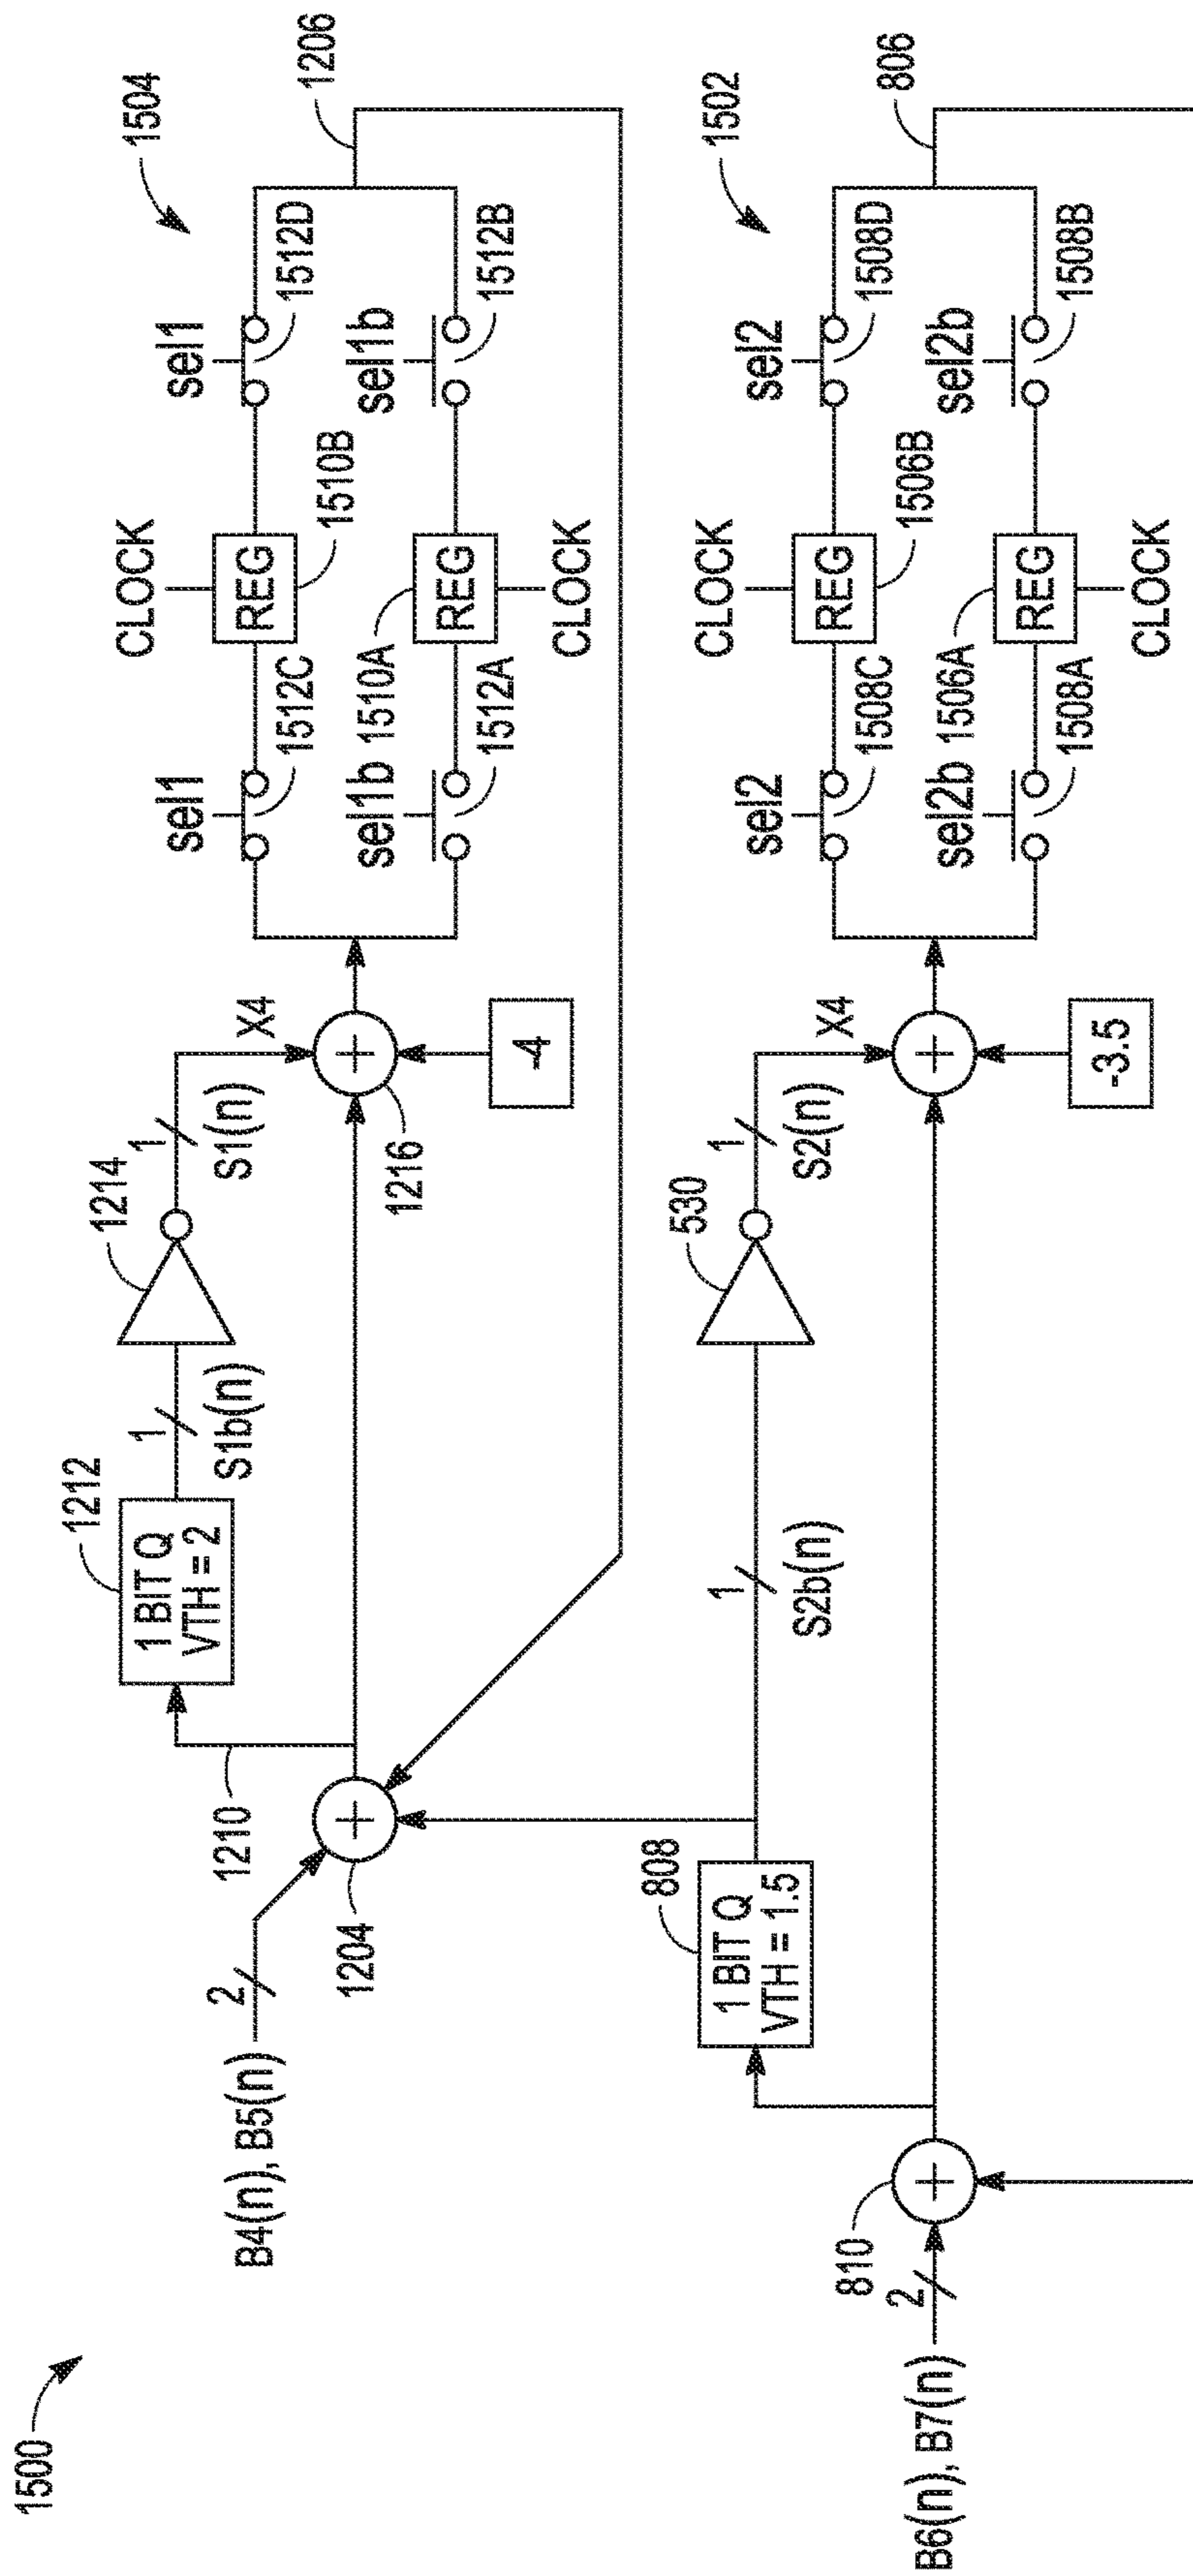 1500
B4(n), B5(n)
2
1204
1210
1212
1 BIT Q
VTH = 2
1
S1b(n)
1214
1
S1(n)
X4
+
+
1216
-4
sel1
1512C
CLOCK
REG
1510B
sel1
1512D
1504
1206
sel1b
1512A
1510A
REG
CLOCK
sel1b
1512B
B6(n), B7(n)
2
810
+
808
1 BIT Q
VTH = 1.5
1
S2b(n)
530
1
S2(n)
X4
+
-3.5
sel2
1508C
CLOCK
REG
1506B
sel2
1508D
1502
806
sel2b
1508A
1506A
REG
CLOCK
sel2b
1508B